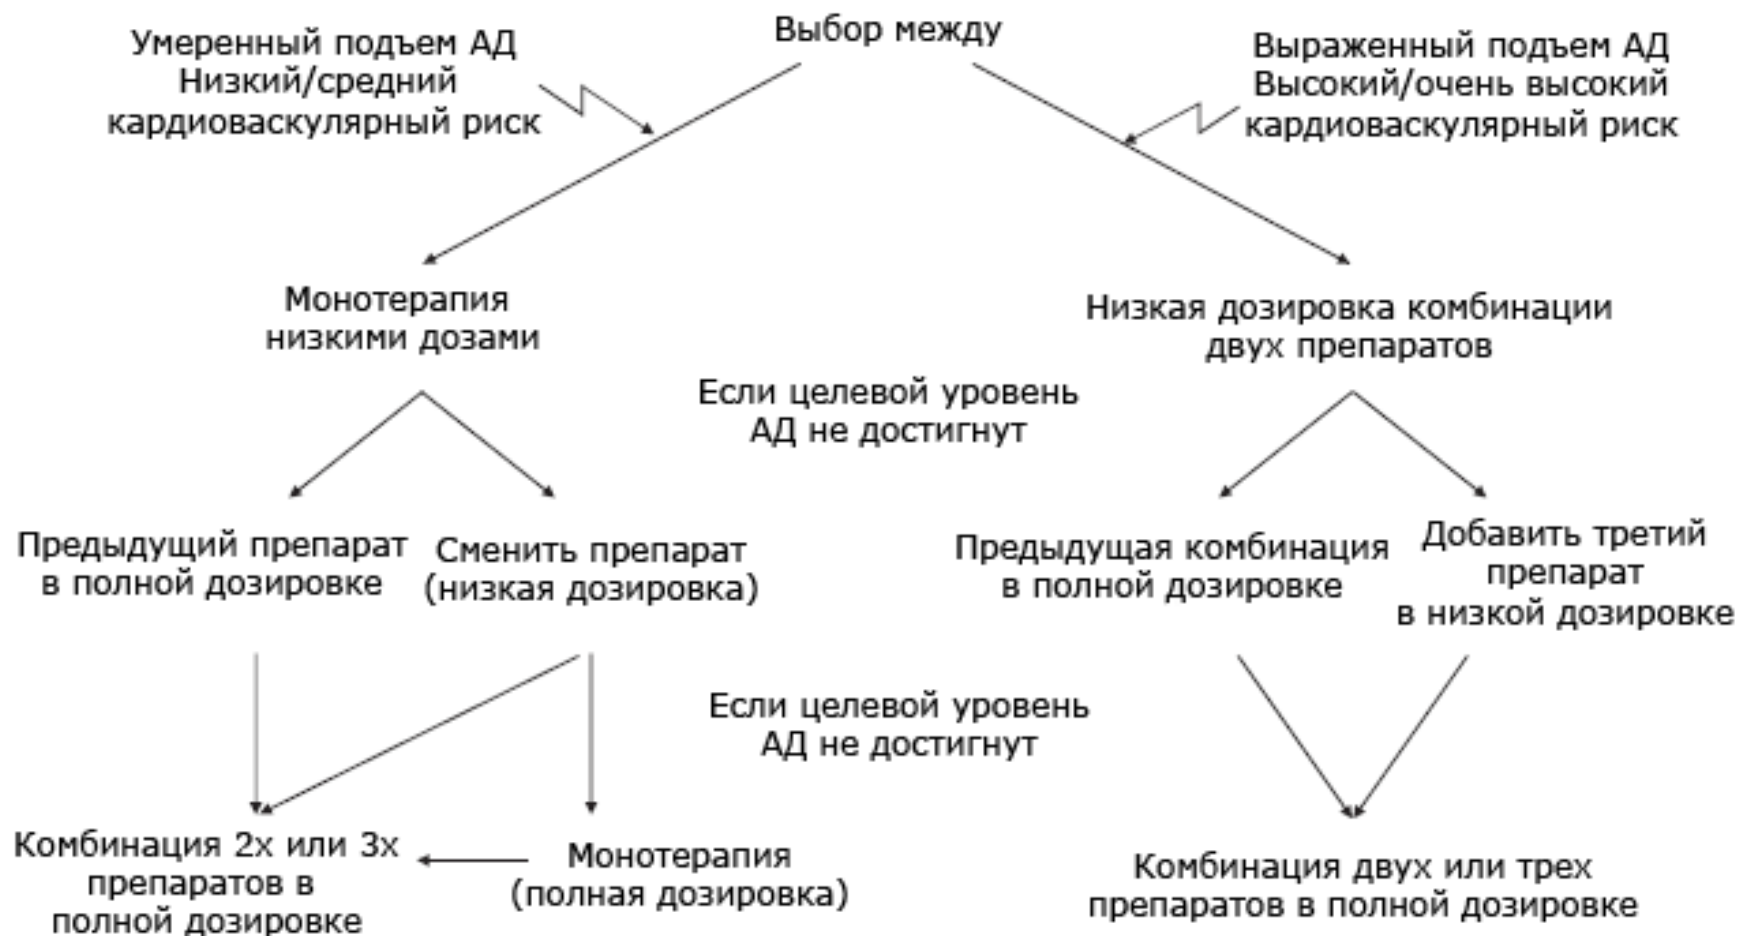 Выбор между
Умеренный подъем АД
Низкий/средний
кардиоваскулярный риск
Выраженный подъем АД
Высокий/очень высокий
кардиоваскулярный риск
Монотерапия
низкими дозами
Низкая дозировка комбинации
двух препаратов
Если целевой уровень
АД не достигнут
Предыдущий препарат
в полной дозировке
Сменить препарат
(низкая дозировка)
Предыдущая комбинация
в полной дозировке
Добавить третий
препарат
в низкой дозировке
Если целевой уровень
АД не достигнут
Комбинация 2х или 3х
препаратов в
полной дозировке
Монотерапия
(полная дозировка)
Комбинация двух или трех
препаратов в полной дозировке